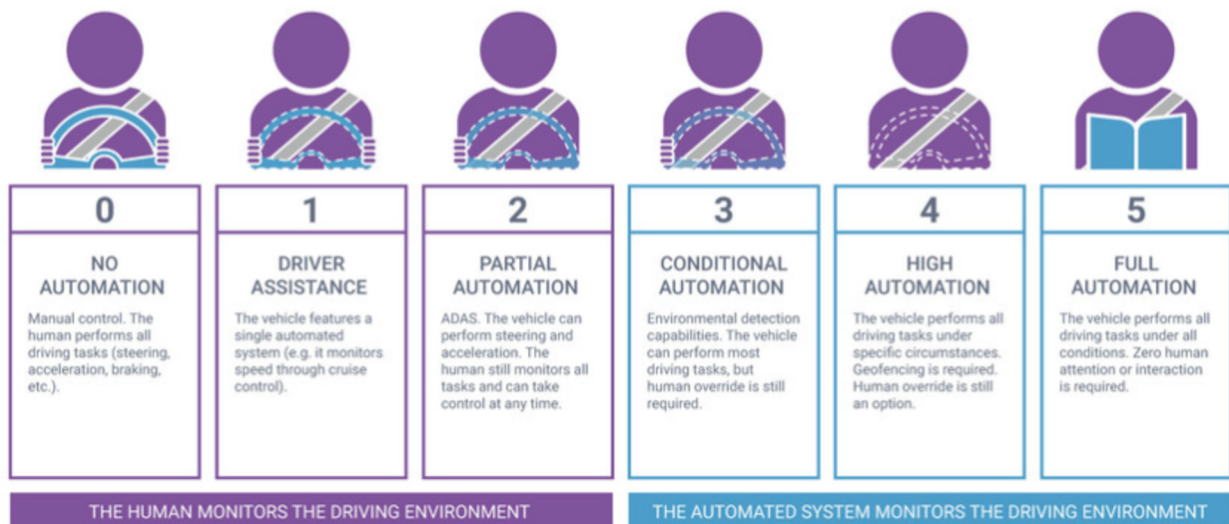 0
NO
AUTOMATION
Manual control. The
human performs all
driving tasks (steering,
acceleration, braking,
etc.).
1
DRIVER
ASSISTANCE
The vehicle features a
single automated
system (e.g. it monitors
speed through cruise
control).
2
PARTIAL
AUTOMATION
ADAS. The vehicle can
perform steering and
acceleration. The
human still monitors all
tasks and can take
control at any time.
3
CONDITIONAL
AUTOMATION
Environmental detection
capabilities. The vehicle
can perform most
driving tasks, but
human override is still
required.
4
HIGH
AUTOMATION
The vehicle performs all
driving tasks under
specific circumstances.
Geofencing is required.
Human override is still
an option.
5
FULL
AUTOMATION
The vehicle performs all
driving tasks under all
conditions. Zero human
attention or interaction
is required.
THE HUMAN MONITORS THE DRIVING ENVIRONMENT
THE AUTOMATED SYSTEM MONITORS THE DRIVING ENVIRONMENT